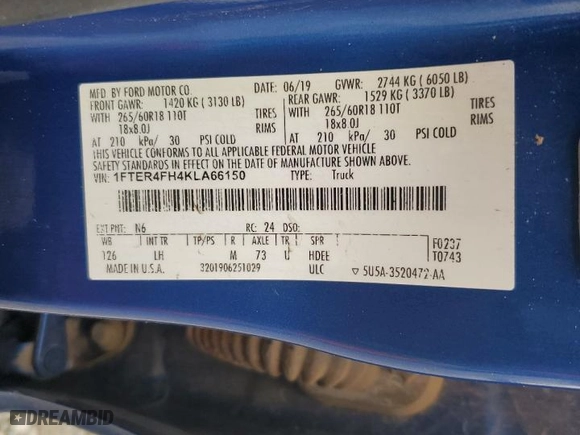 MFD. BY FORD MOTOR CO.
DATE: 06/19 GVWR: 2744 KG ( 6050 LB)
FRONT GAWR: 1420 KG ( 3130 LB)
REAR GAWR: 1529 KG ( 3370 LB)
WITH 265/60R18 110T TIRES
WITH 265/60R18 110T TIRES
18x8.0J RIMS
18x8.0J RIMS
AT 210 kPa/ 30 PSI COLD
AT 210 kPa/ 30 PSI COLD
THIS VEHICLE CONFORMS TO ALL APPLICABLE FEDERAL MOTOR VEHICLE
SAFETY STANDARDS IN EFFECT ON THE DATE OF MANUFACTURE SHOWN ABOVE.
VIN: 1FTER4FH4KLA66150 TYPE: Truck
EXT PNT: N6 RC: 24 DSO:
WB INT TR TP/PS R AXLE TR SPR F0237
126 LH M 73 U HDEE T0743
MADE IN U.S.A. 3201906251029 ULC ▽ 5U5A-3520472-AA
DREAMBID